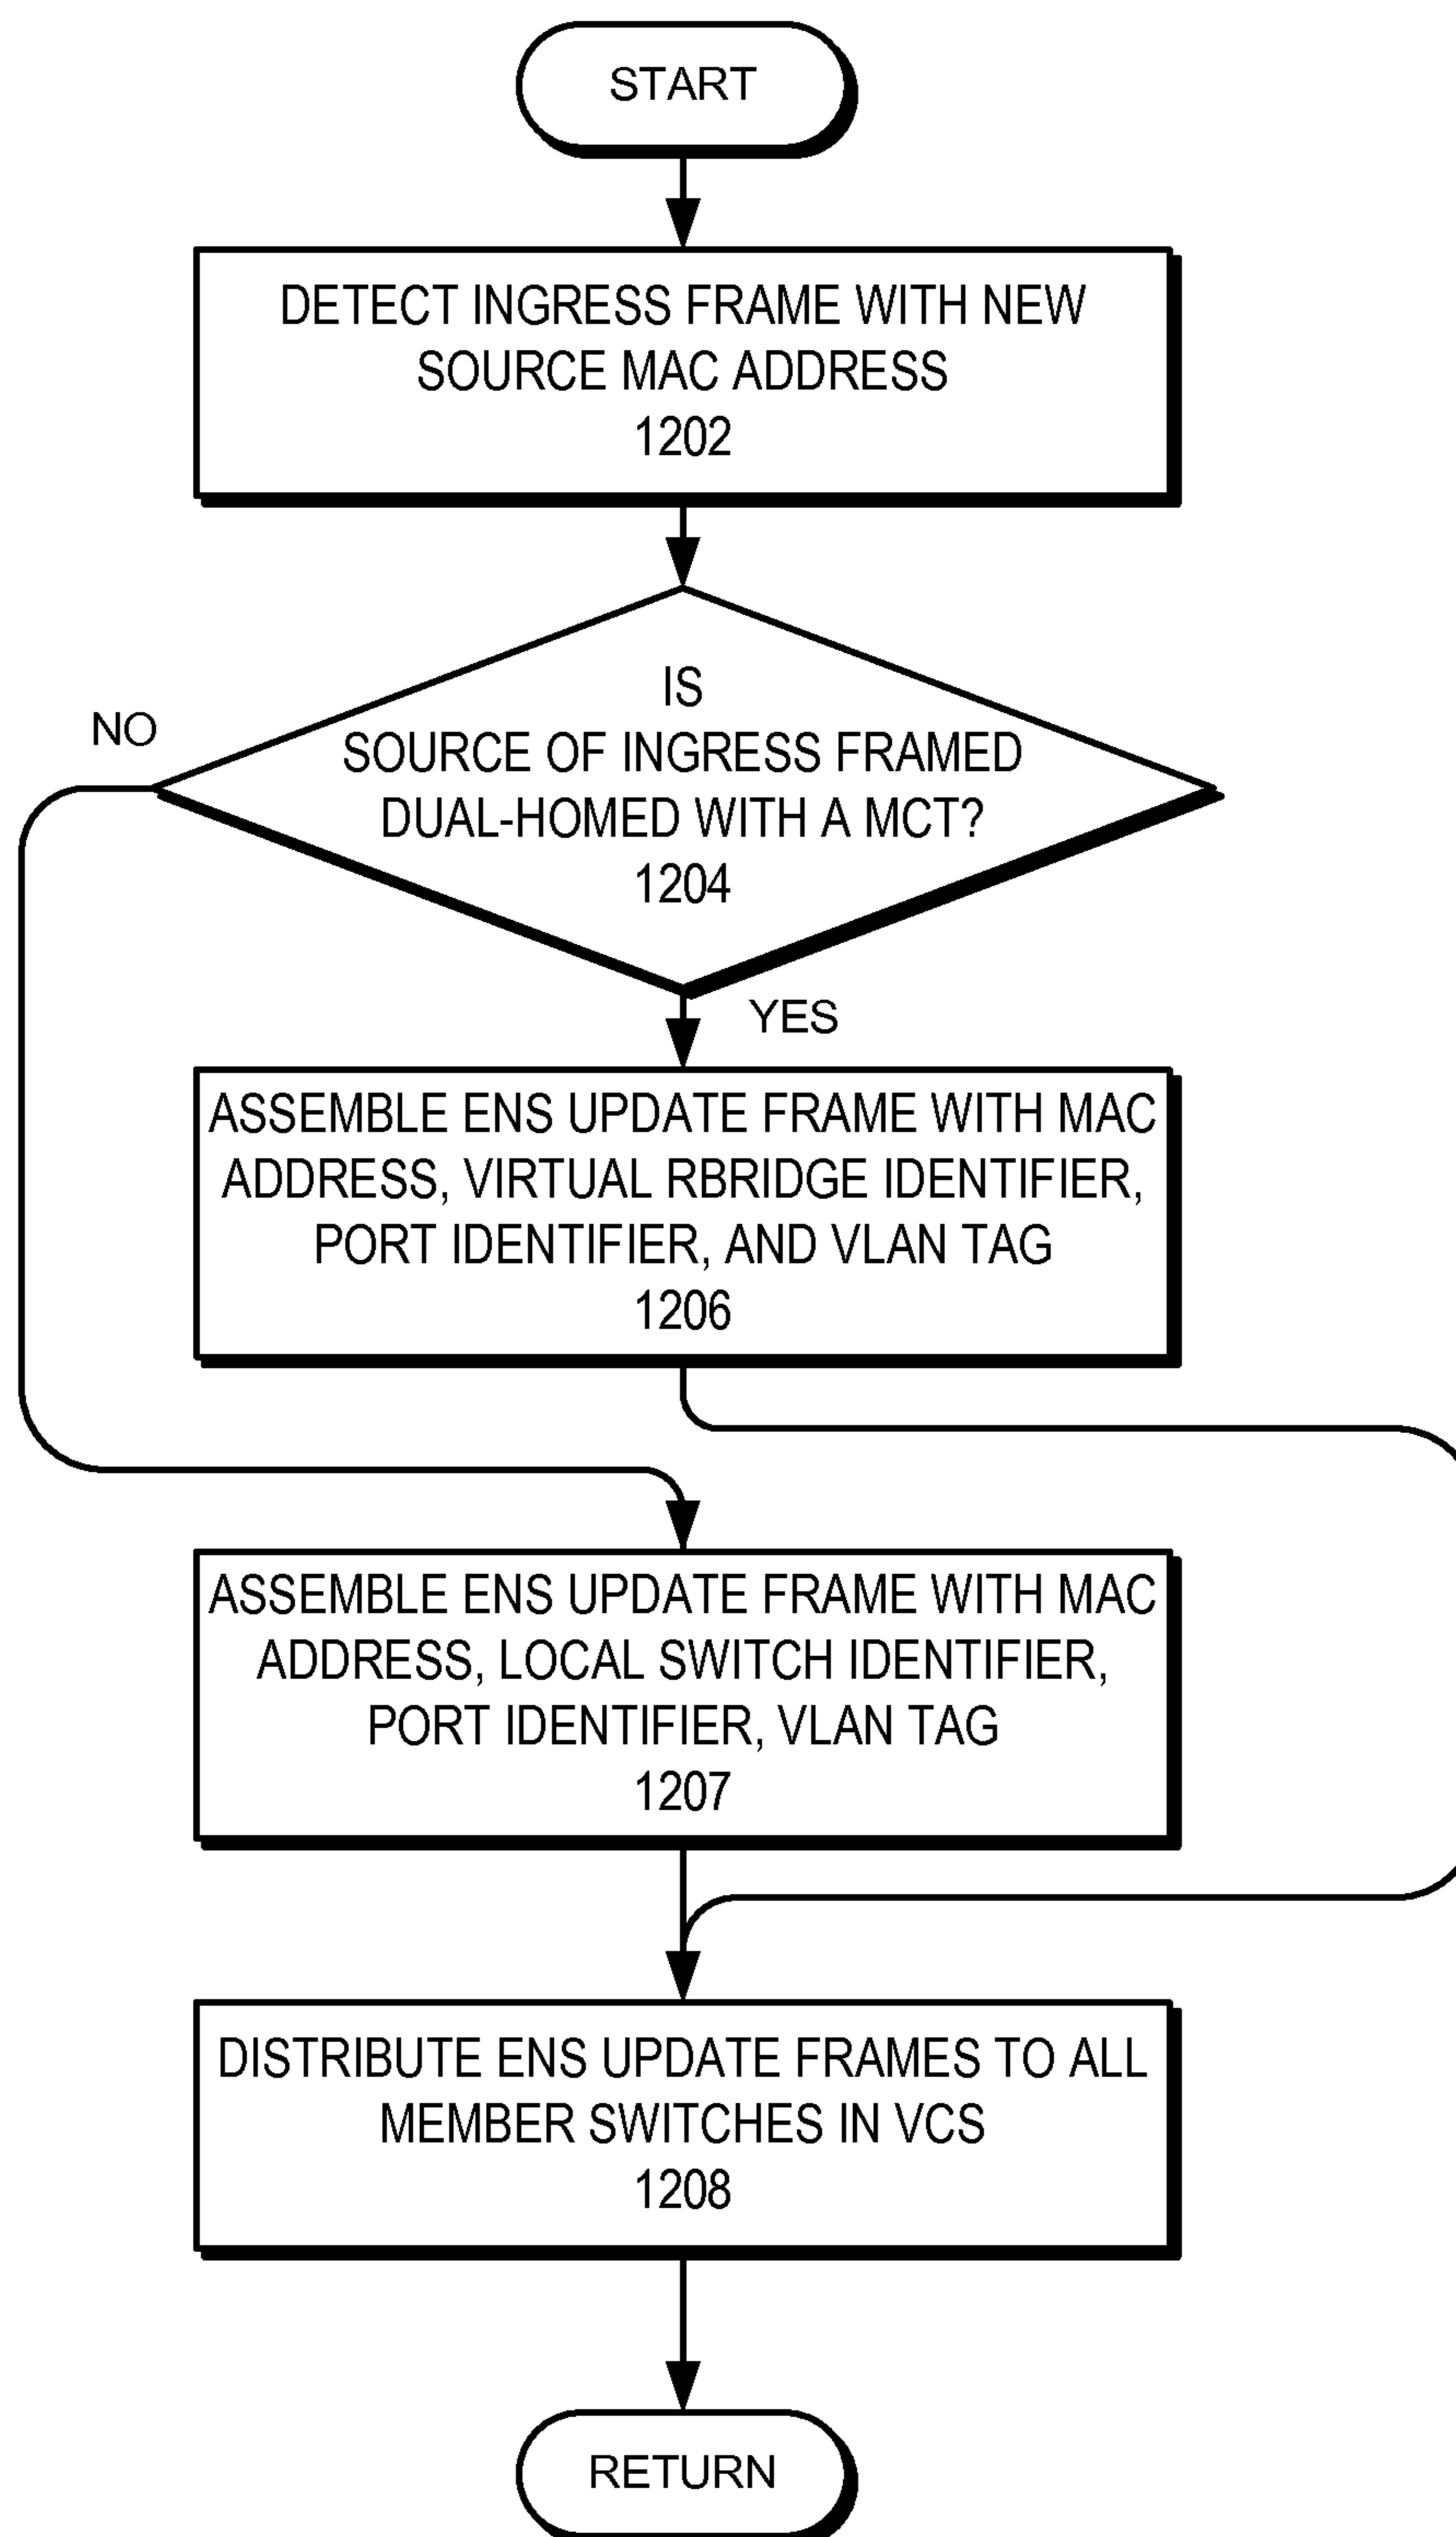 START
DETECT INGRESS FRAME WITH NEW
SOURCE MAC ADDRESS
1202
IS
SOURCE OF INGRESS FRAMED
DUAL-HOMED WITH A MCT?
1204
NO
YES
ASSEMBLE ENS UPDATE FRAME WITH MAC
ADDRESS, VIRTUAL RBRIDGE IDENTIFIER,
PORT IDENTIFIER, AND VLAN TAG
1206
ASSEMBLE ENS UPDATE FRAME WITH MAC
ADDRESS, LOCAL SWITCH IDENTIFIER,
PORT IDENTIFIER, VLAN TAG
1207
DISTRIBUTE ENS UPDATE FRAMES TO ALL
MEMBER SWITCHES IN VCS
1208
RETURN